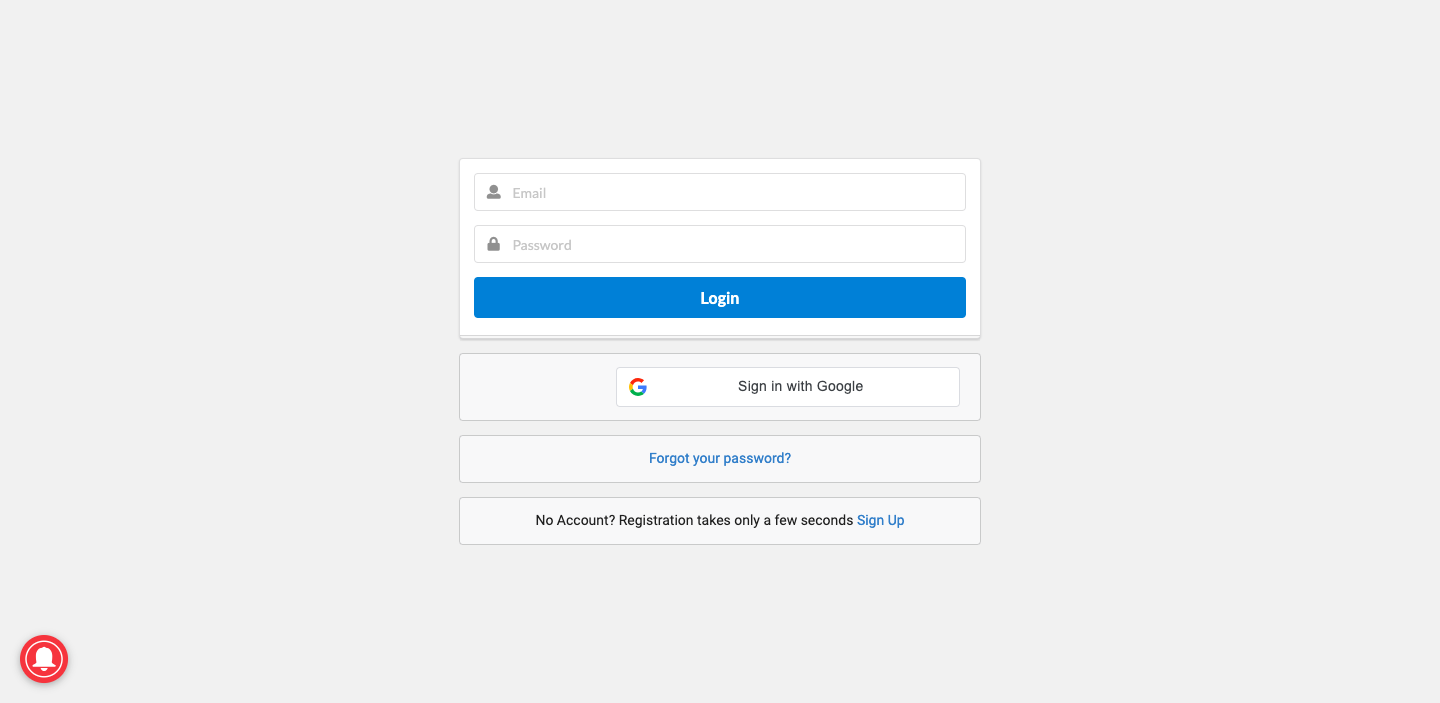 Email
Password
Login
Sign in with Google
Forgot your password?
No Account? Registration takes only a few seconds Sign Up